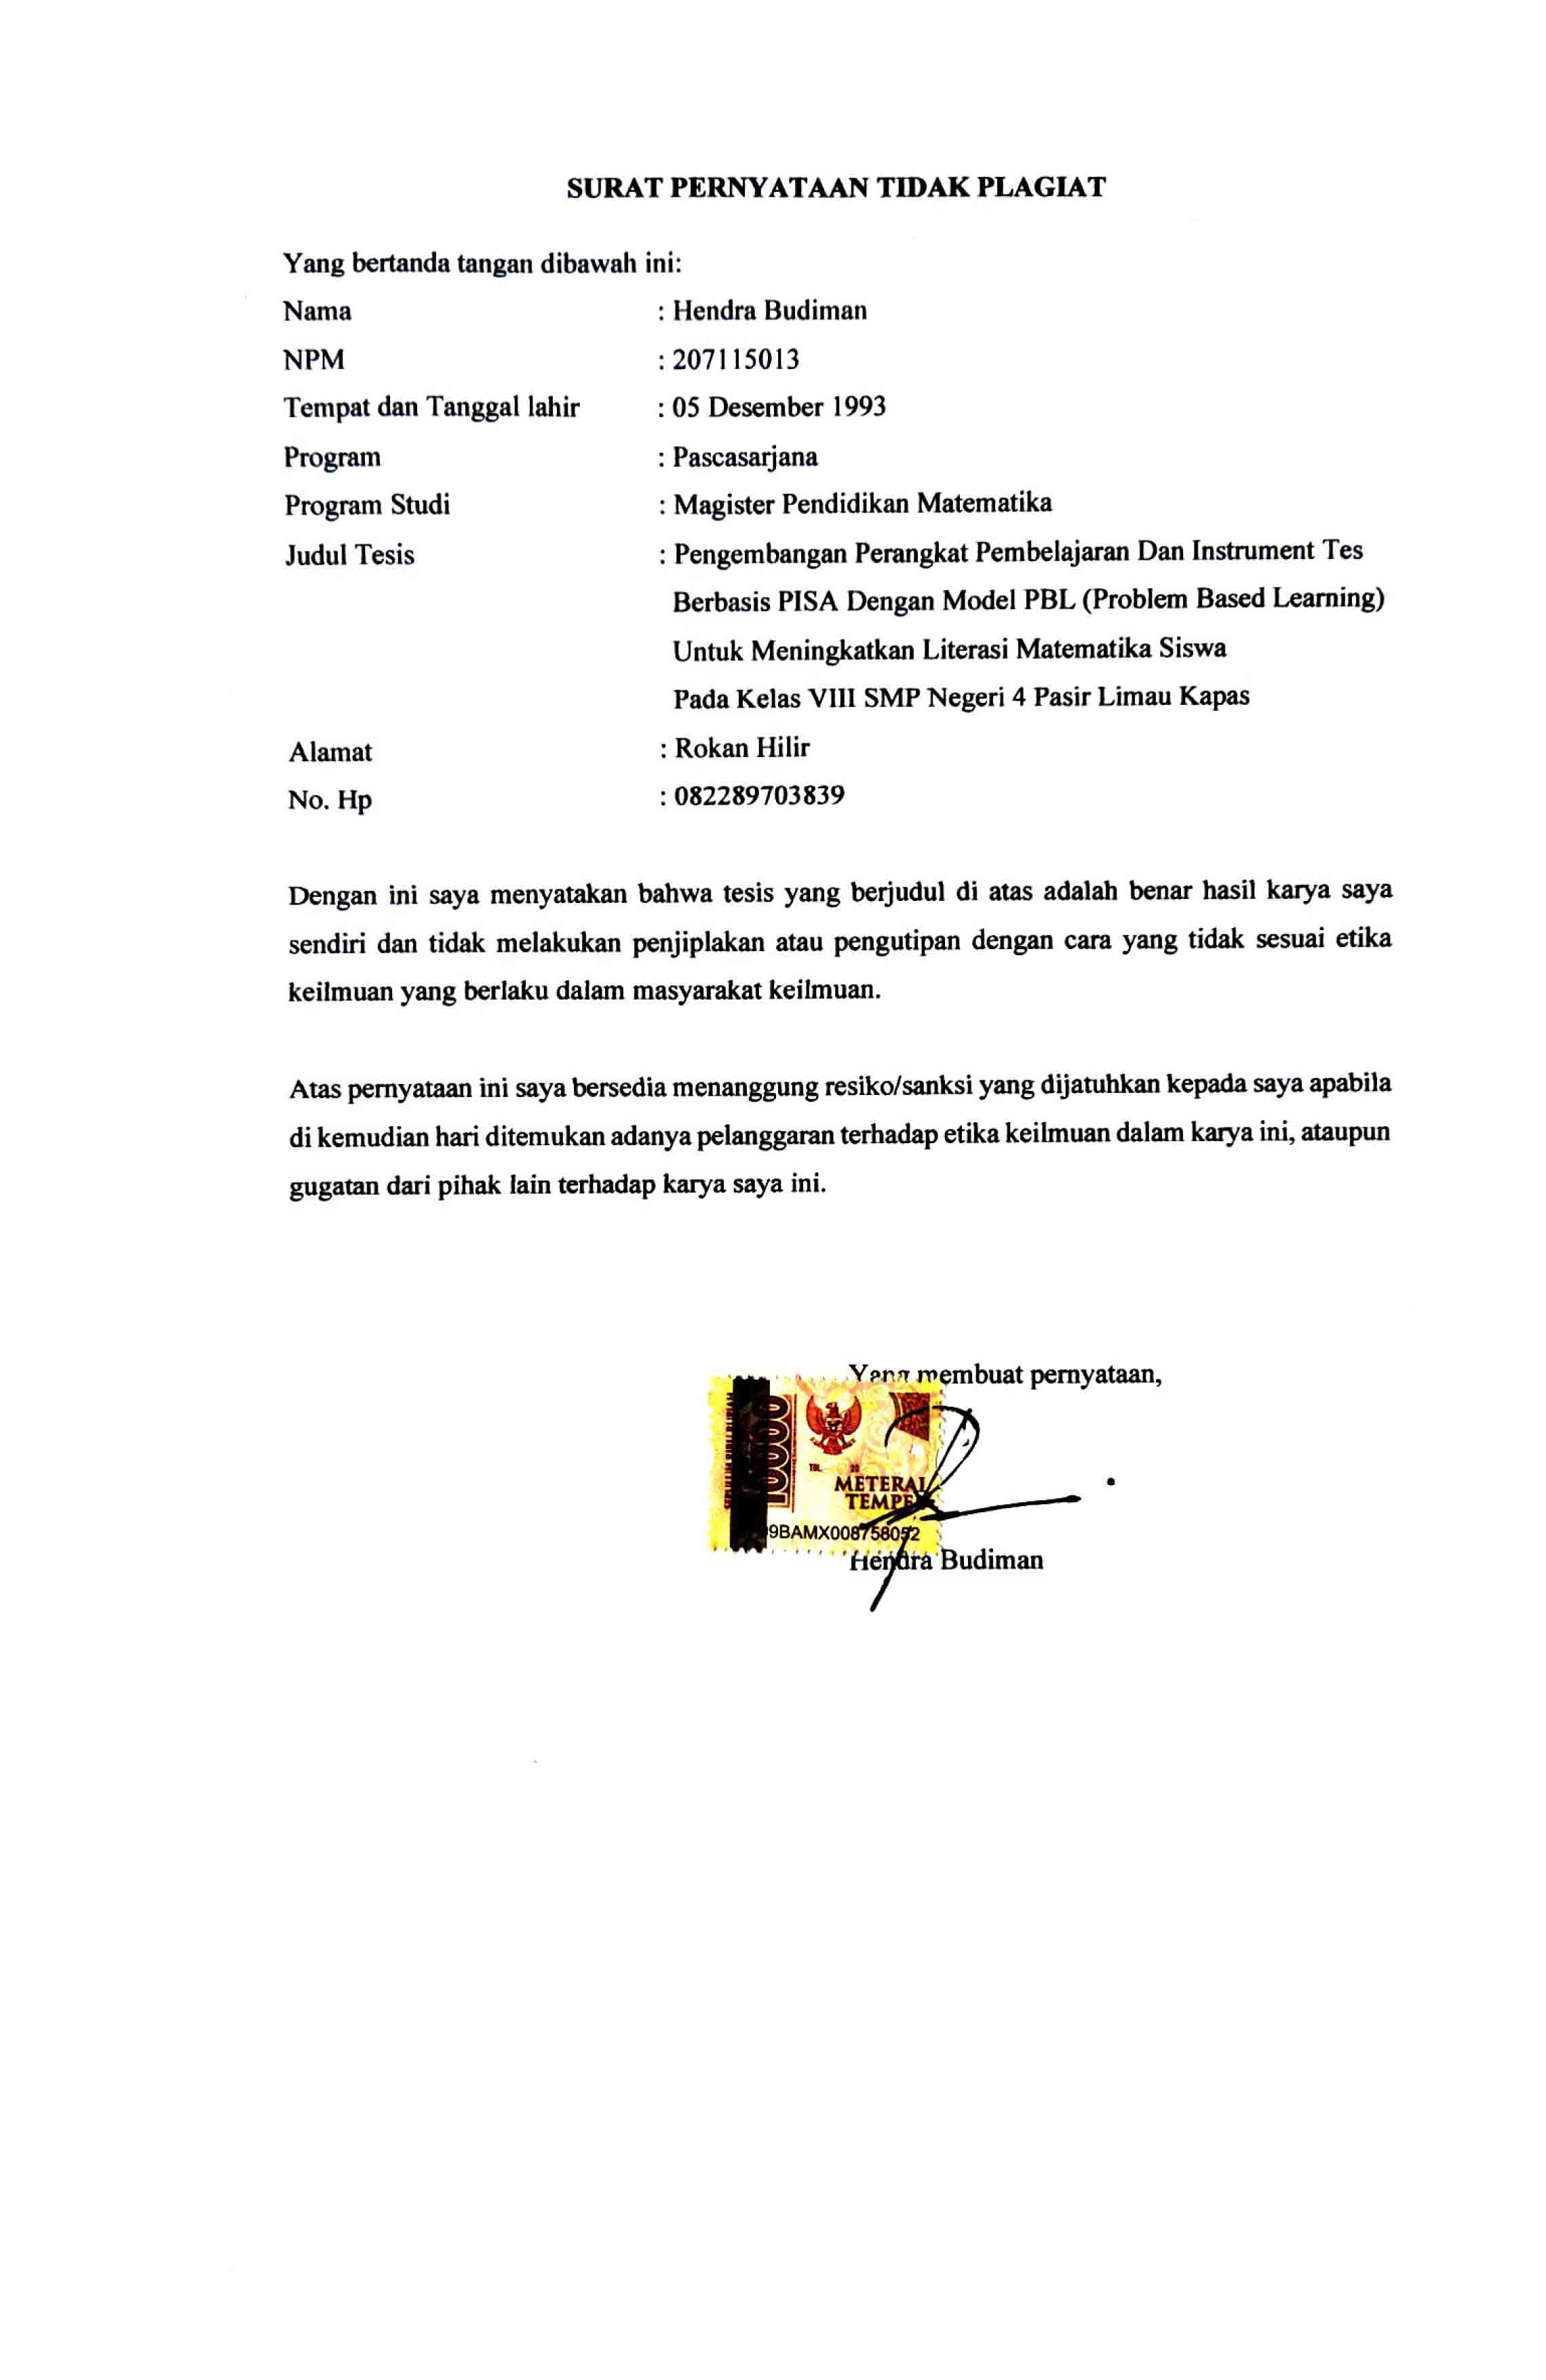 SURAT PERNYATAAN TIDAK PLAGIAT
Yang bertanda tangan dibawah ini:
Nama : Hendra Budiman
NPM : 207115013
Tempat dan Tanggal lahir : 05 Desember 1993
Program : Pascasarjana
Program Studi : Magister Pendidikan Matematika
Judul Tesis : Pengembangan Perangkat Pembelajaran Dan Instrument Tes
Berbasis PISA Dengan Model PBL (Problem Based Learning)
Untuk Meningkatkan Literasi Matematika Siswa
Pada Kelas VIII SMP Negeri 4 Pasir Limau Kapas
Alamat : Rokan Hilir
No. Hp : 082289703839
Dengan ini saya menyatakan bahwa tesis yang berjudul di atas adalah benar hasil karya saya
sendiri dan tidak melakukan penjiplakan atau pengutipan dengan cara yang tidak sesuai etika
keilmuan yang berlaku dalam masyarakat keilmuan.
Atas pernyataan ini saya bersedia menanggung resiko/sanksi yang dijatuhkan kepada saya apabila
di kemudian hari ditemukan adanya pelanggaran terhadap etika keilmuan dalam karya ini, ataupun
gugatan dari pihak lain terhadap karya saya ini.
Yang membuat pernyataan,
METERAI
TEMPE
9BAMX008758052
Hendra Budiman